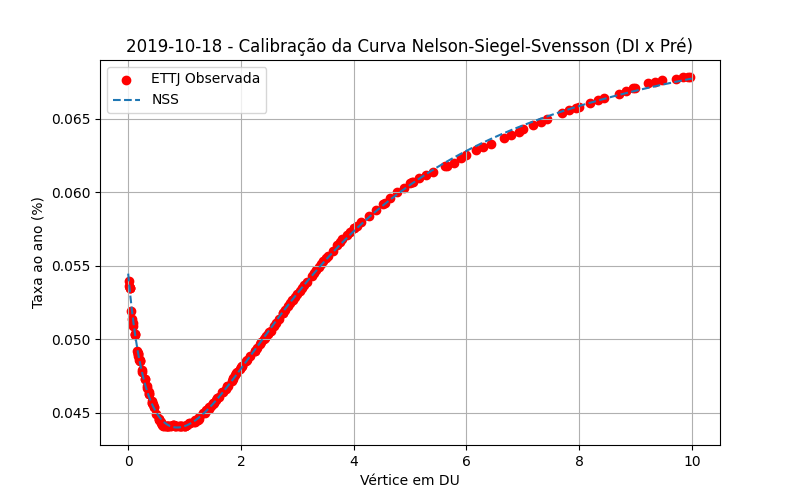 2019-10-18 - Calibração da Curva Nelson-Siegel-Svensson (DI x Pré)
ETTJ Observada
NSS
Taxa ao ano (%)
0.065
0.060
0.055
0.050
0.045
0 2 4 6 8 10
Vértice em DU